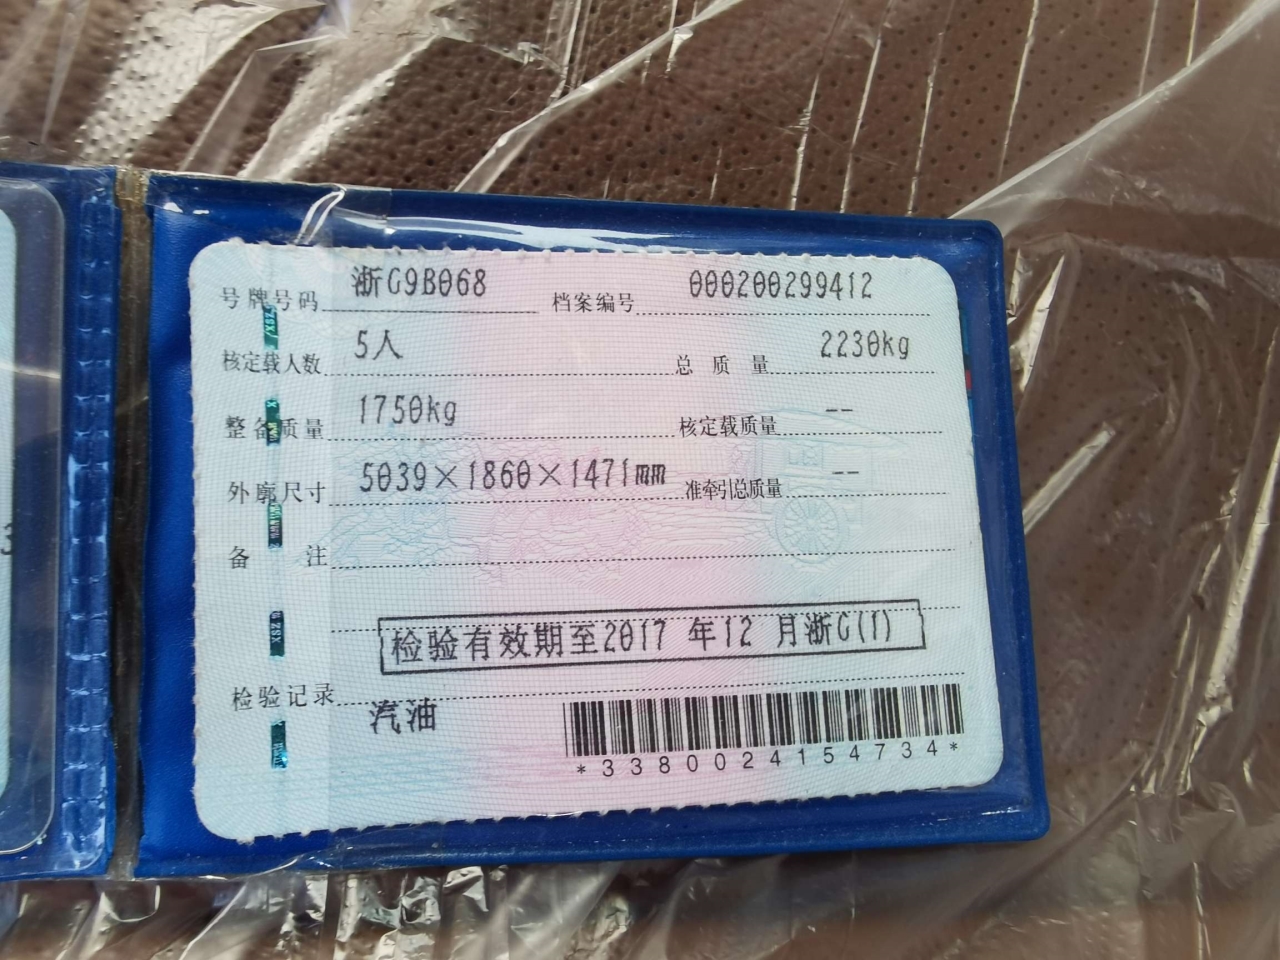 号牌号码 浙G9B068 档案编号 000200299412
核定载人数 5人 总质量 2230kg
整备质量 1750kg 核定载质量 --
外廓尺寸 5039×1860×1471mm 准牵引总质量 --
备注
检验有效期至2017 年12 月浙G(1)
检验记录
汽油
*3380024154734*